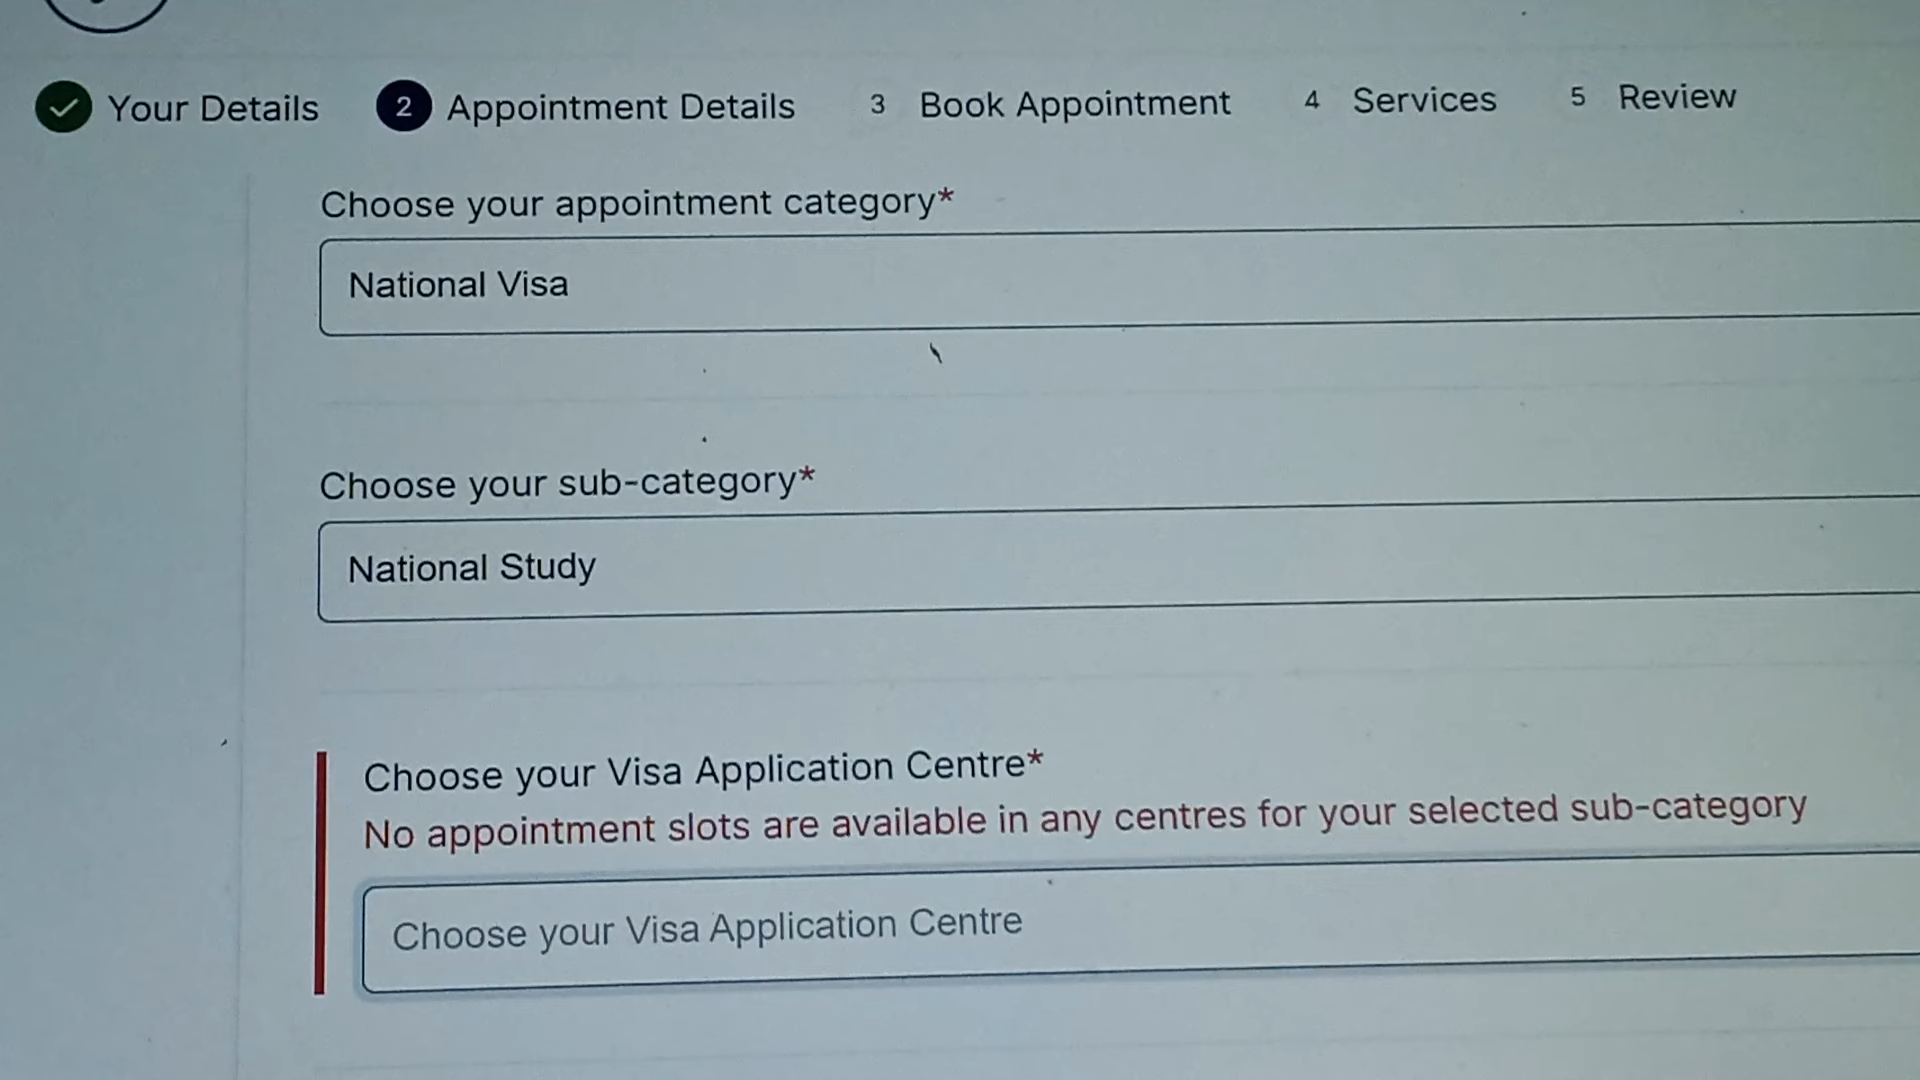 Your Details 2 Appointment Details 3 Book Appointment 4 Services 5 Review
Choose your appointment category*
National Visa
Choose your sub-category*
National Study
Choose your Visa Application Centre*
No appointment slots are available in any centres for your selected sub-category
Choose your Visa Application Centre